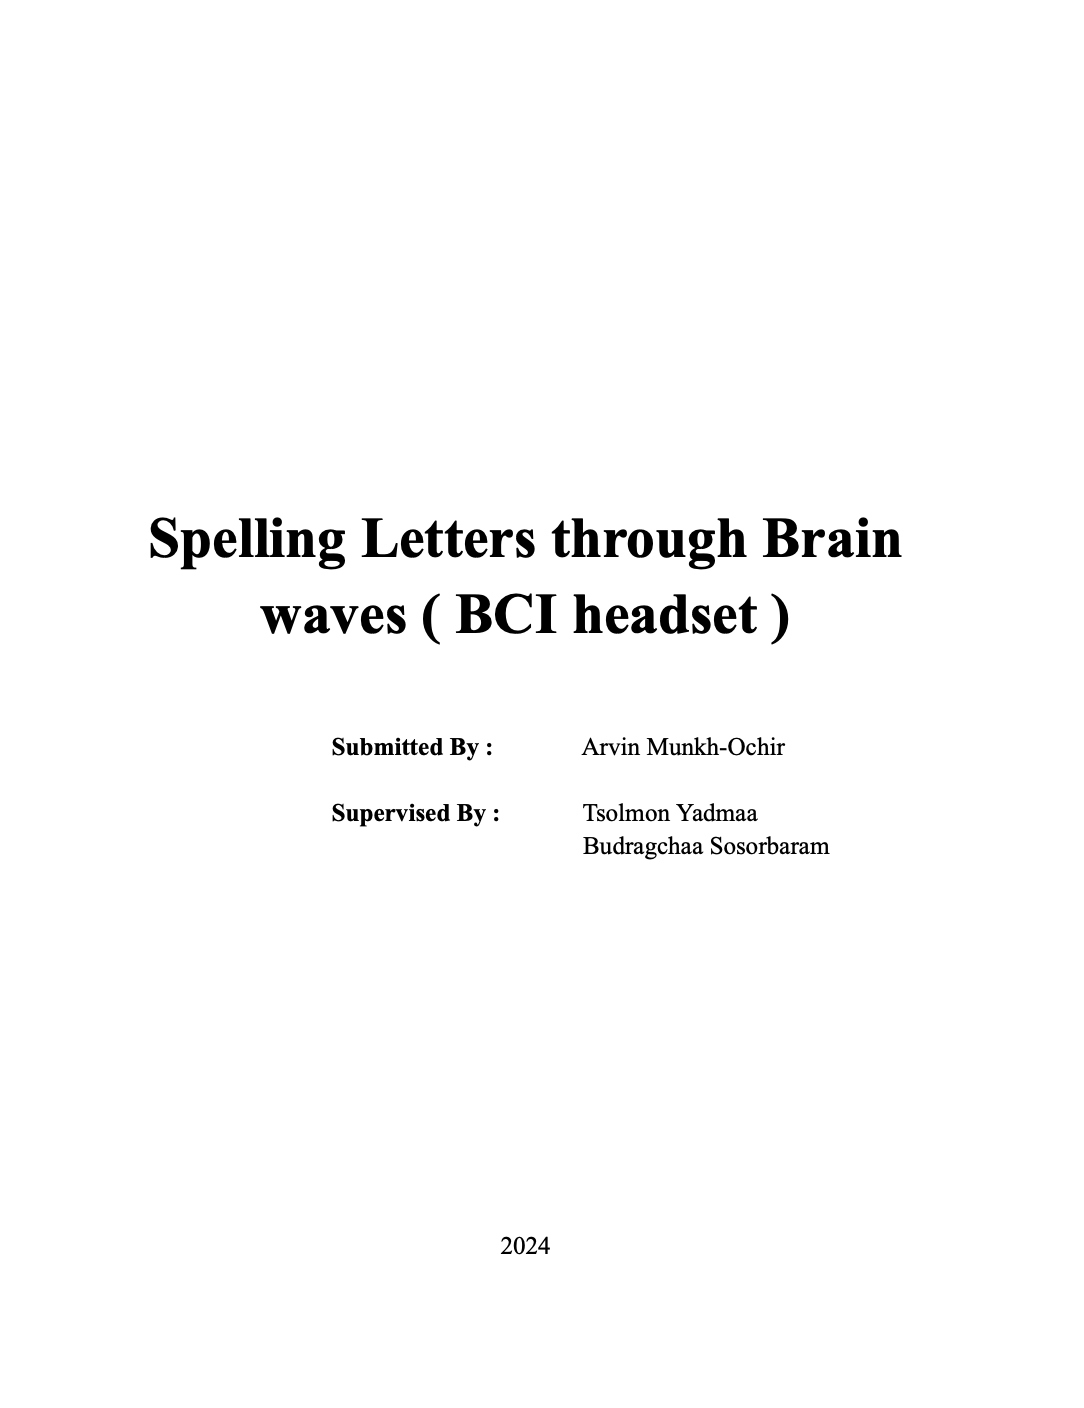 Spelling Letters through Brain
waves ( BCI headset )
Submitted By : Arvin Munkh-Ochir
Supervised By : Tsolmon Yadmaa
Budragchaa Sosorbaram
2024